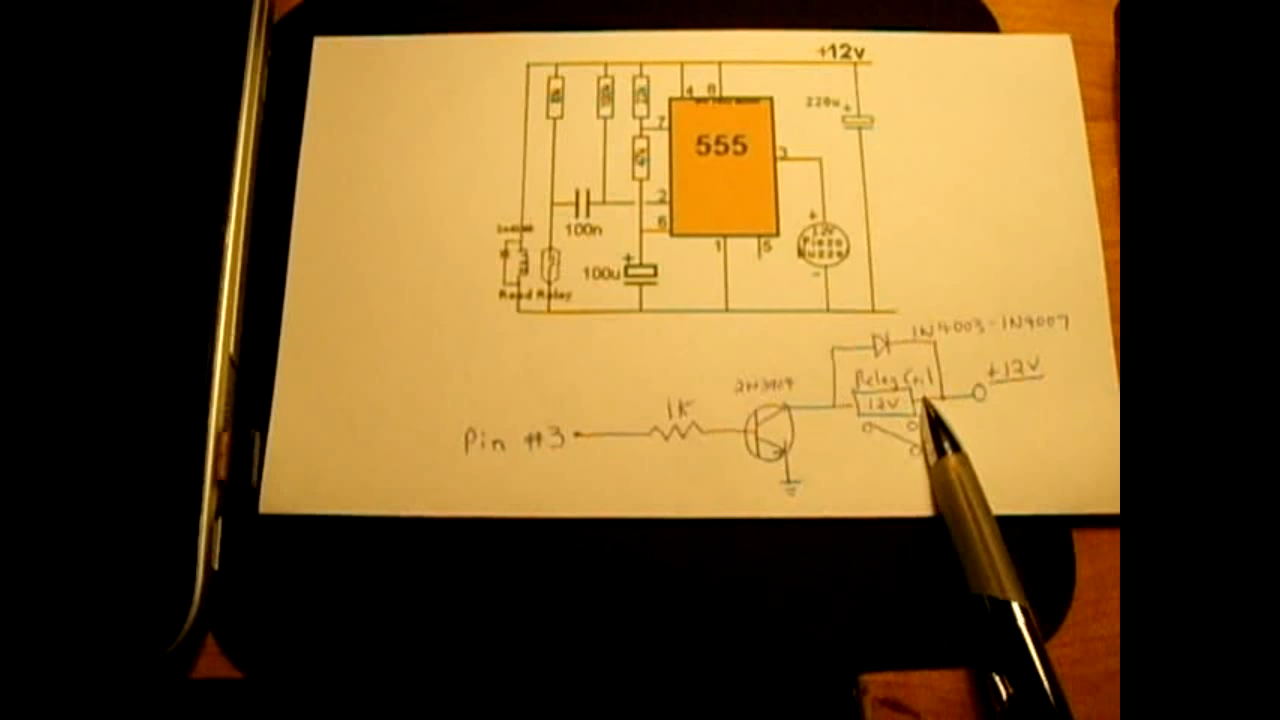 +12v
4 8
220u
+
7
555
3
2
6
100n
+
12V
Piezo
Buzzer
-
1
5
+
100u
Reed Relay
1N4003-1N4007
2N3904
Relay Coil
+12V
12V
1K
Pin #3